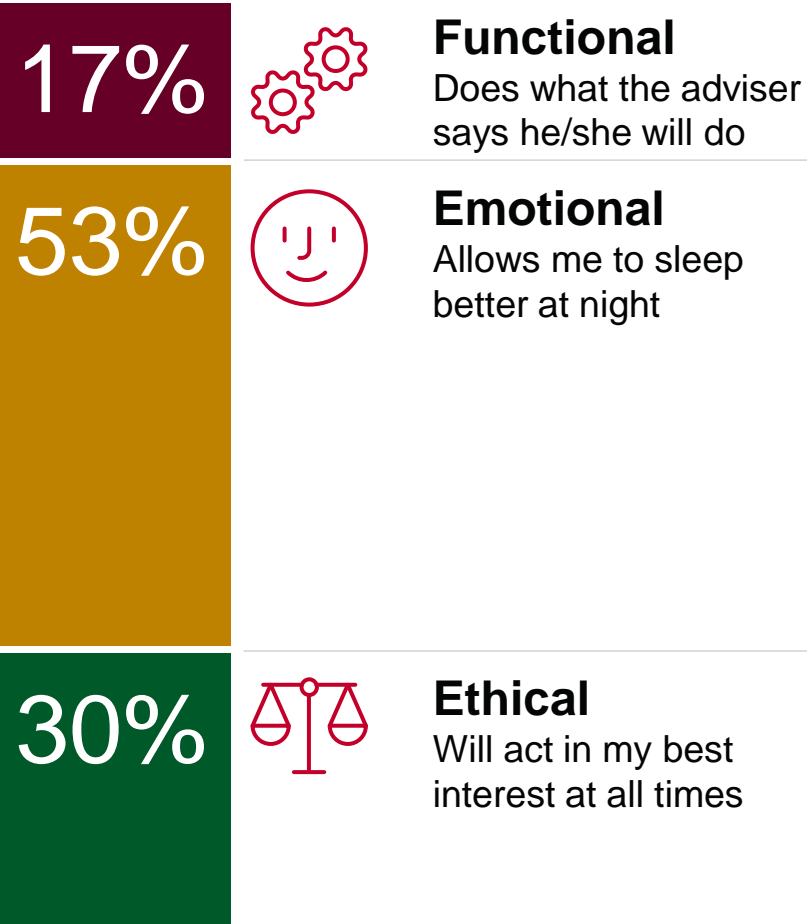 17%
Functional
Does what the adviser
says he/she will do
53%
Emotional
Allows me to sleep
better at night
30%
Ethical
Will act in my best
interest at all times